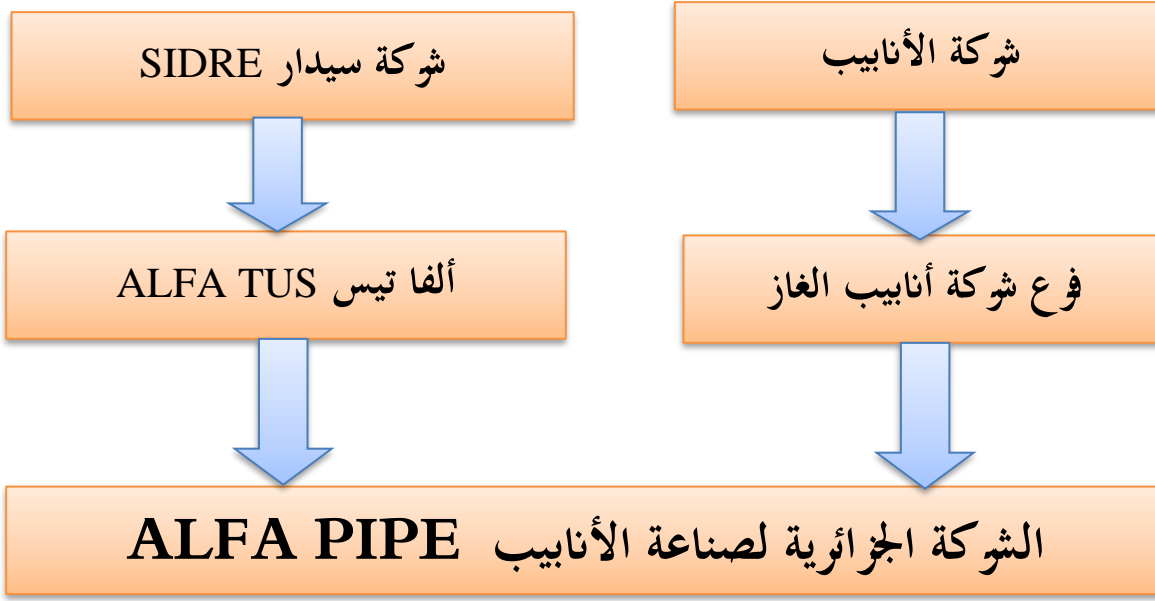 شركة الأنابيب
شركة سيدار SIDRE
فرع شركة أنابيب الغاز
ألفا تيس ALFA TUS
الشركة الجزائرية لصناعة الأنابيب ALFA PIPE